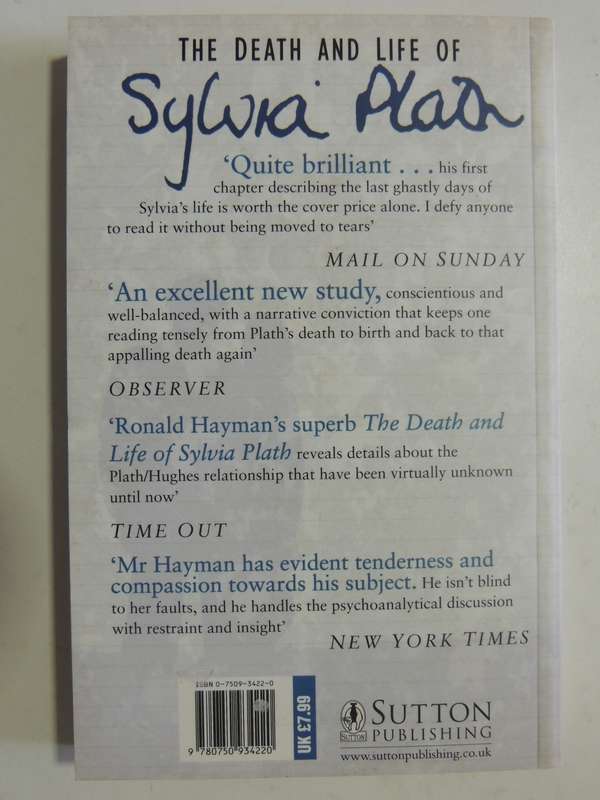 THE DEATH AND LIFE OF
Sylvia Plath
‘Quite brilliant . . . his first
chapter describing the last ghastly days of
Sylvia’s life is worth the cover price alone. I defy anyone
to read it without being moved to tears’
MAIL ON SUNDAY
‘An excellent new study, conscientious and
well-balanced, with a narrative conviction that keeps one
reading tensely from Plath’s death to birth and back to that
appalling death again’
OBSERVER
‘Ronald Hayman’s superb The Death and
Life of Sylvia Plath reveals details about the
Plath/Hughes relationship that have been virtually unknown
until now’
TIME OUT
‘Mr Hayman has evident tenderness and
compassion towards his subject. He isn’t blind
to her faults, and he handles the psychoanalytical discussion
with restraint and insight’
NEW YORK TIMES
ISBN 0-7509-3422-0
9 780750 934220
UK £7.99
SUTTON
SUTTON
PUBLISHING
www.suttonpublishing.co.uk